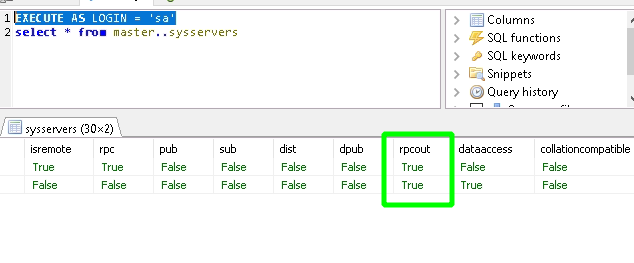 1 EXECUTE AS LOGIN = 'sa'
2 select * from master..sysservers
Columns
SQL functions
SQL keywords
Snippets
Query history
sysservers (30×2)
isremote rpc pub sub dist dpub rpcout dataaccess collationcompatible
True True False False False False True False False
False False False False False False True True False